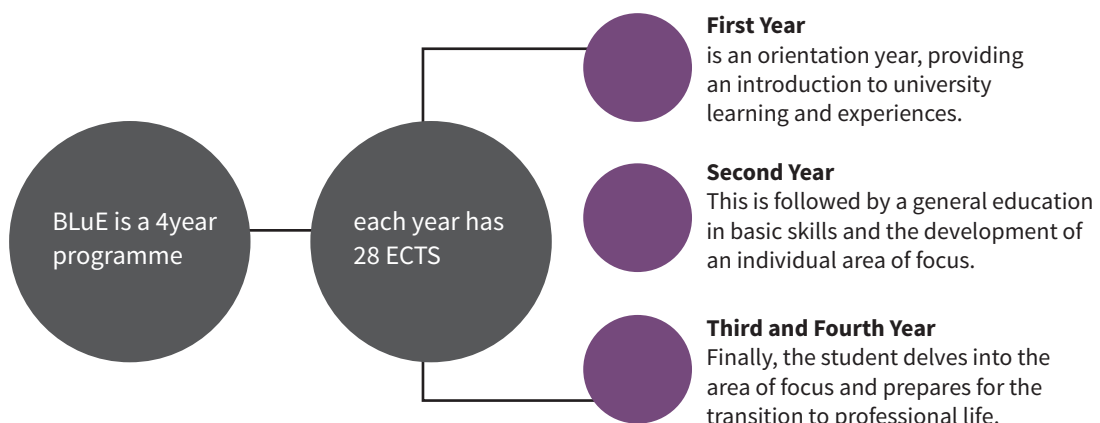 BLuE is a 4year
programme
each year has
28 ECTS
First Year
is an orientation year, providing
an introduction to university
learning and experiences.
Second Year
This is followed by a general education
in basic skills and the development of
an individual area of focus.
Third and Fourth Year
Finally, the student delves into the
area of focus and prepares for the
transition to professional life.